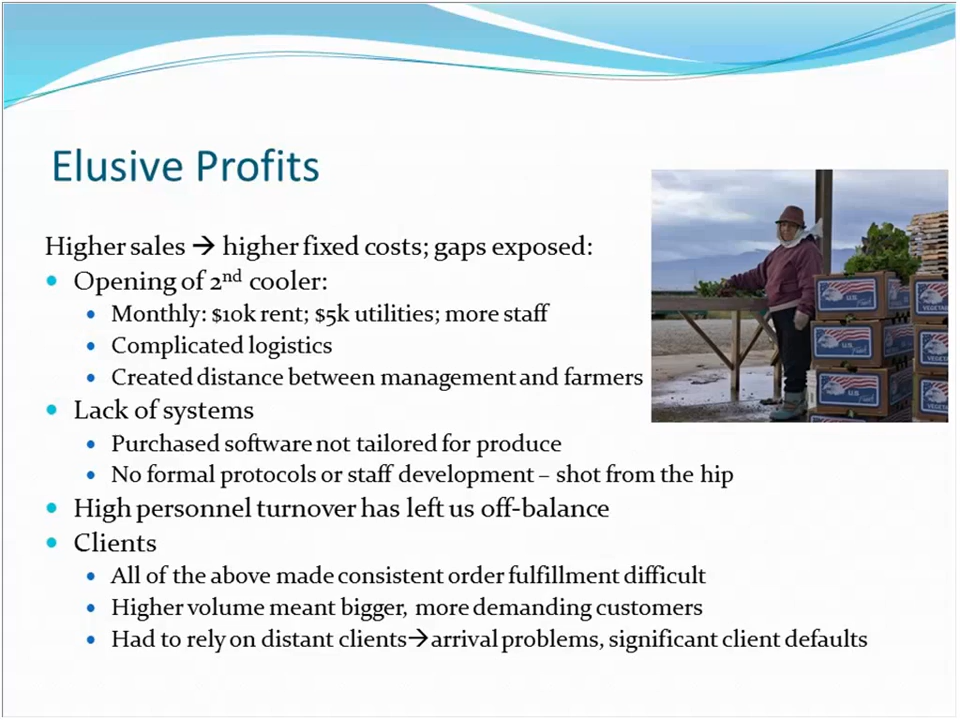 Elusive Profits
Higher sales → higher fixed costs; gaps exposed:
• Opening of 2nd cooler:
• Monthly: $10k rent; $5k utilities; more staff
• Complicated logistics
• Created distance between management and farmers
• Lack of systems
• Purchased software not tailored for produce
• No formal protocols or staff development – shot from the hip
• High personnel turnover has left us off-balance
• Clients
• All of the above made consistent order fulfillment difficult
• Higher volume meant bigger, more demanding customers
• Had to rely on distant clients→arrival problems, significant client defaults
U.S.
U.S.
U.S.
VEGETABLES